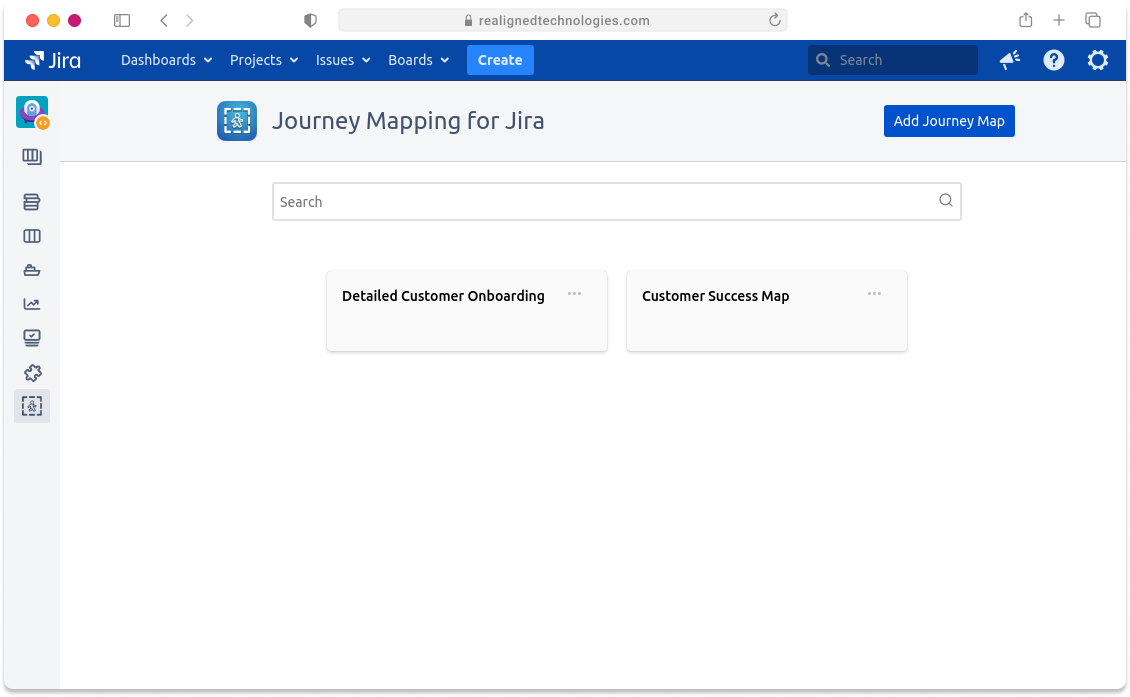 realignedtechnologies.com
Jira Dashboards Projects Issues Boards Create Search ?
Journey Mapping for Jira
Add Journey Map
Search
Detailed Customer Onboarding ...
Customer Success Map ...